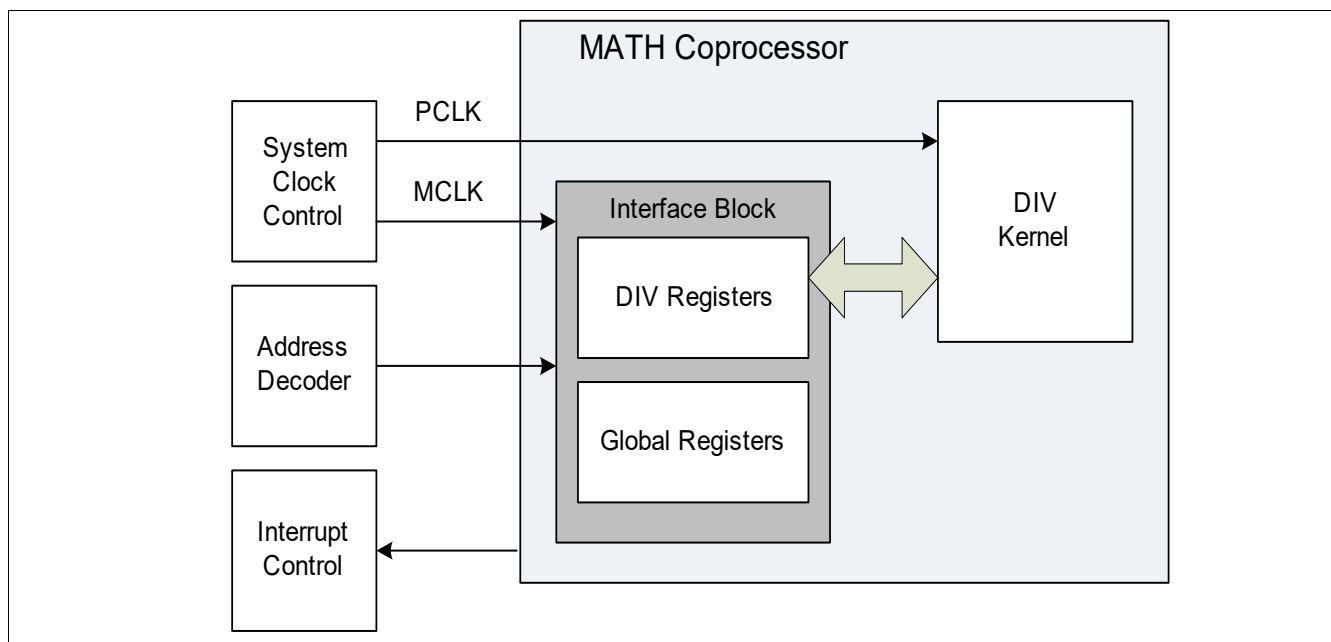 MATH Coprocessor
PCLK
System
Clock
Control
MCLK
Interface Block
DIV Registers
DIV
Kernel
Address
Decoder
Global Registers
Interrupt
Control